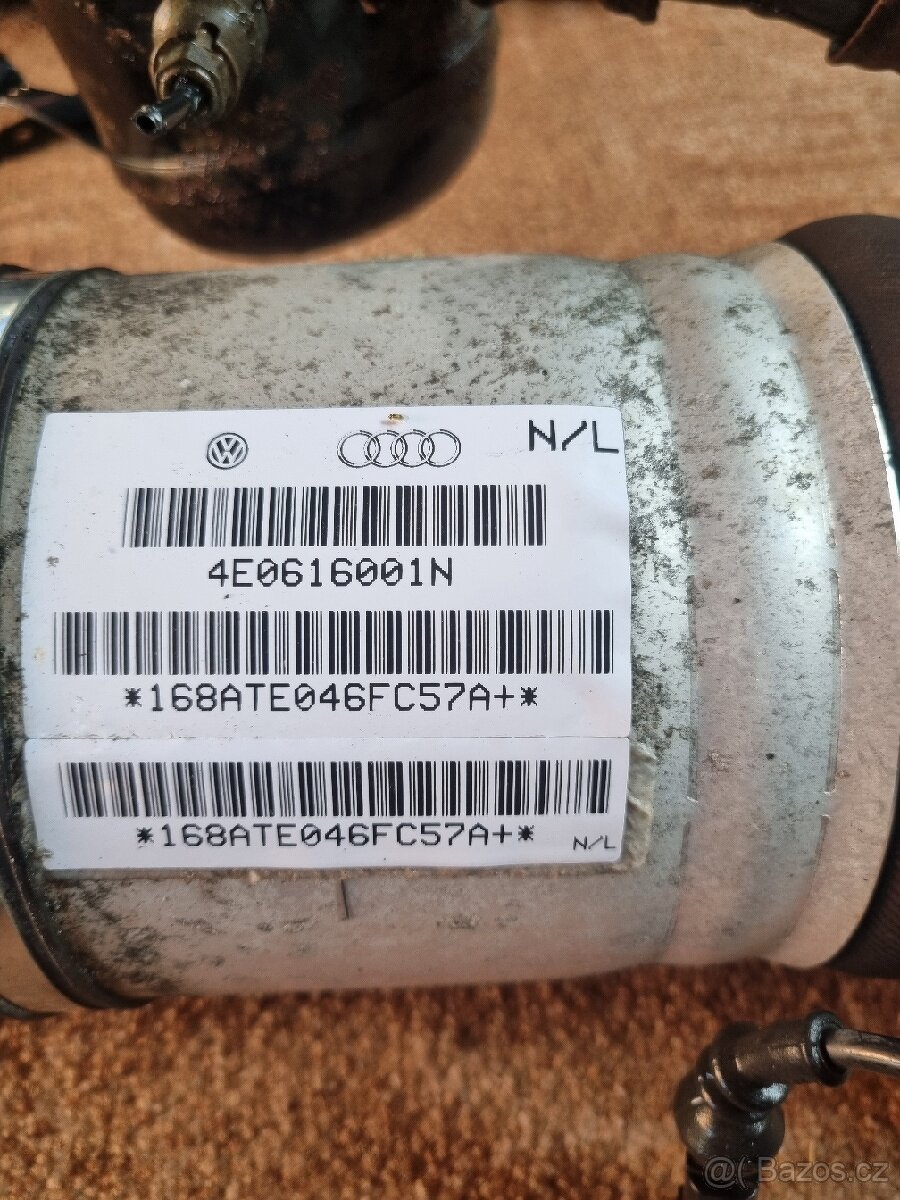 N/L
4E0616001N
*168ATE046FC57A+*
*168ATE046FC57A+*
N/L
@( Bazos.cz